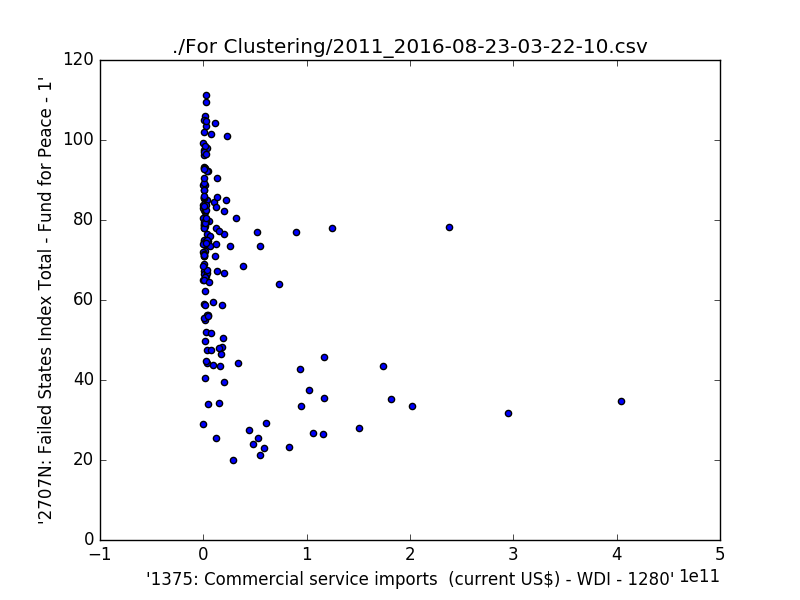 ./For Clustering/2011_2016-08-23-03-22-10.csv
120
100
80
60
40
20
0
'2707N: Failed States Index Total - Fund for Peace - 1'
−1 0 1 2 3 4 5
1e11
'1375: Commercial service imports  (current US$) - WDI - 1280'